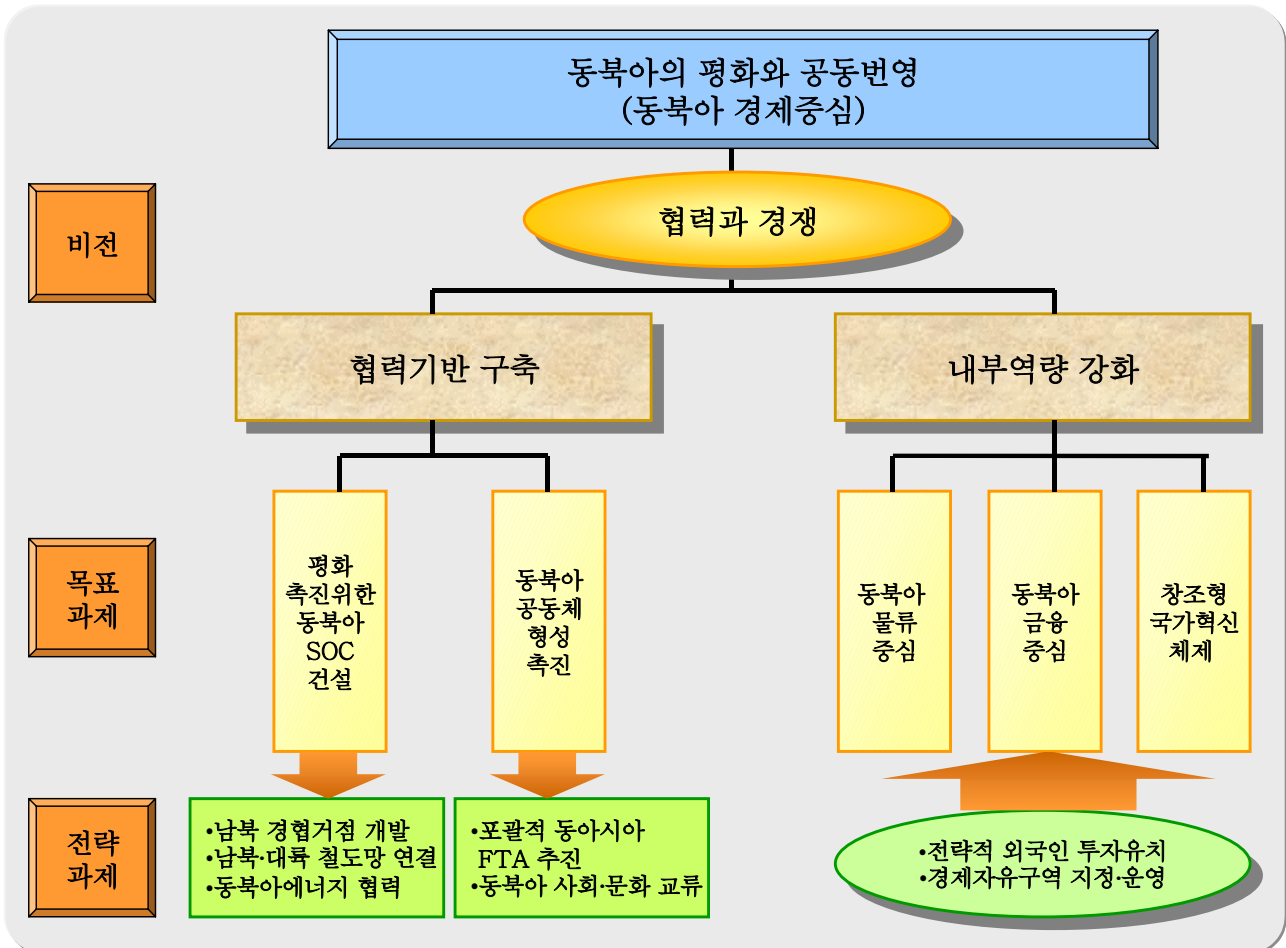 동북아의 평화와 공동번영
(동북아 경제중심)
비전
협력과 경쟁
협력기반 구축
내부역량 강화
목표
과제
평화
촉진위한
동북아
SOC
건설
동북아
공동체
형성
촉진
동북아
물류
중심
동북아
금융
중심
창조형
국가혁신
체제
전략
과제
•남북 경협거점 개발
•남북·대륙 철도망 연결
•동북아에너지 협력
•포괄적 동아시아
FTA 추진
•동북아 사회·문화 교류
•전략적 외국인 투자유치
•경제자유구역 지정·운영